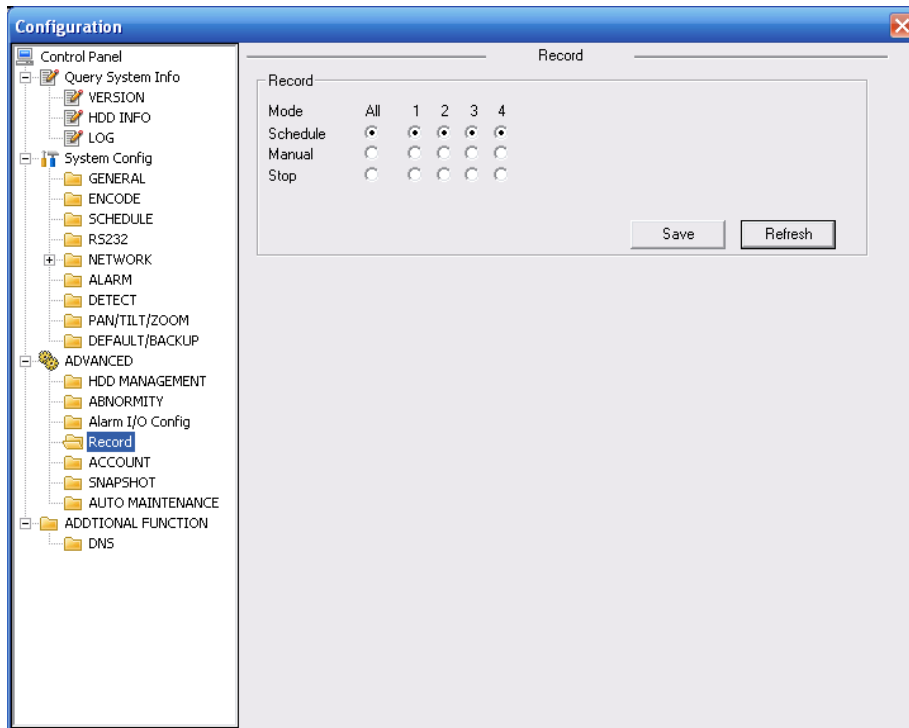 Configuration
Control Panel
Query System Info
VERSION
HDD INFO
LOG
System Config
GENERAL
ENCODE
SCHEDULE
RS232
NETWORK
ALARM
DETECT
PAN/TILT/ZOOM
DEFAULT/BACKUP
ADVANCED
HDD MANAGEMENT
ABNORMITY
Alarm I/O Config
Record
ACCOUNT
SNAPSHOT
AUTO MAINTENANCE
ADDTIONAL FUNCTION
DNS
Record
Record
Mode All 1 2 3 4
Schedule
Manual
Stop
Save Refresh